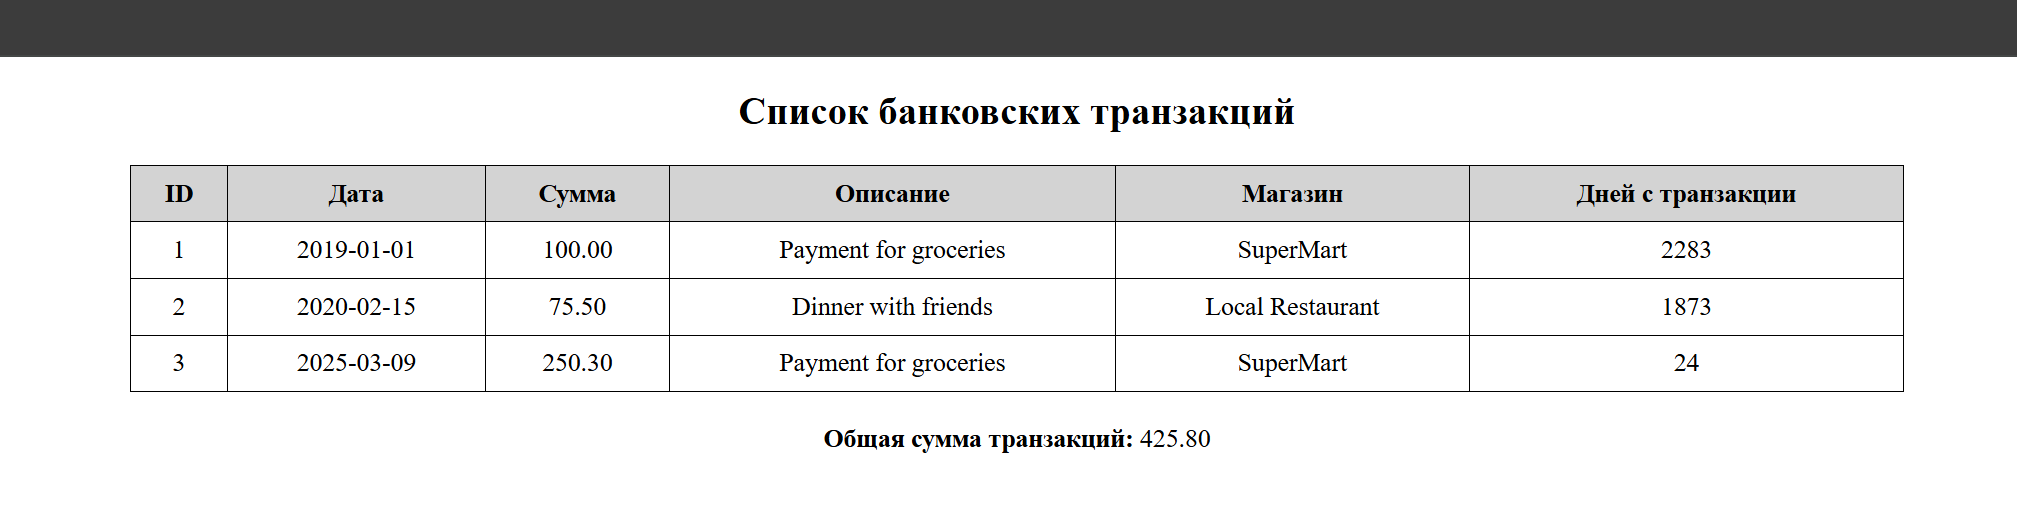 Список банковских транзакций
ID Дата Сумма Описание Магазин Дней с транзакции
1 2019-01-01 100.00 Payment for groceries SuperMart 2283
2 2020-02-15 75.50 Dinner with friends Local Restaurant 1873
3 2025-03-09 250.30 Payment for groceries SuperMart 24
Общая сумма транзакций: 425.80